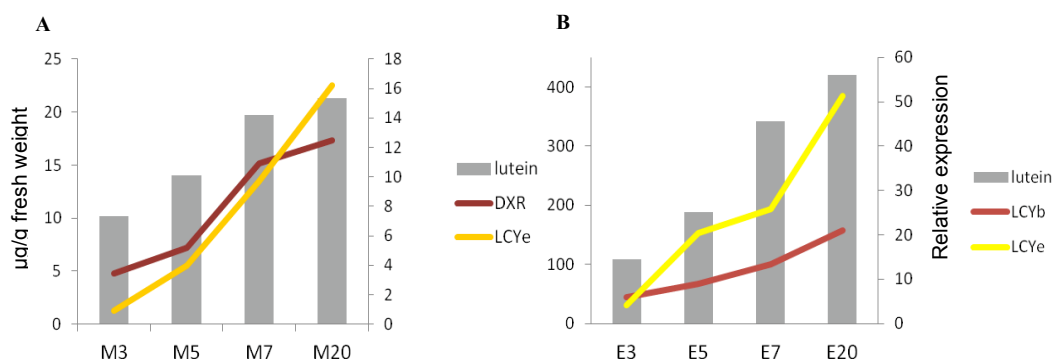 A
µq/q fresh weight
25
20
15
10
5
0
18
16
14
12
10
8
6
4
2
0
M3 M5 M7 M20
lutein
DXR
LCYe
B
400
300
200
100
0
60
50
40
30
20
10
0
Relative expression
E3 E5 E7 E20
lutein
LCYb
LCYe